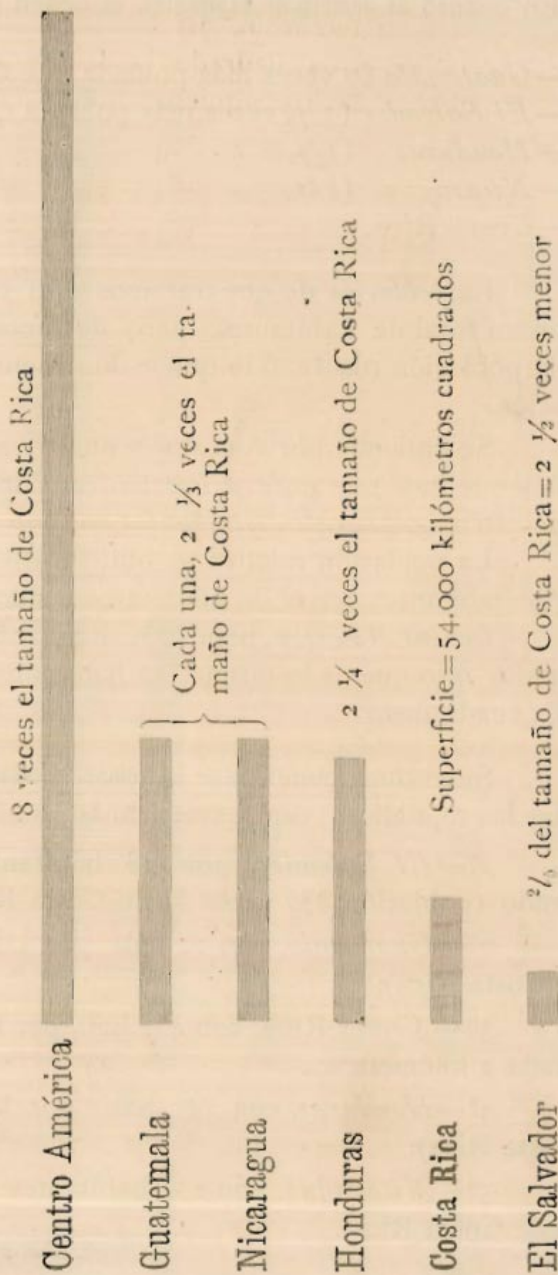 Centro América
8 veces el tamaño de Costa Rica
Guatemala
Nicaragua
Cada una, 2 ⅓ veces el ta-
maño de Costa Rica
Honduras
2 ¼ veces el tamaño de Costa Rica
Costa Rica
Superficie=54.000 kilómetros cuadrados
El Salvador
²/₅ del tamaño de Costa Rica=2 ½ veces menor